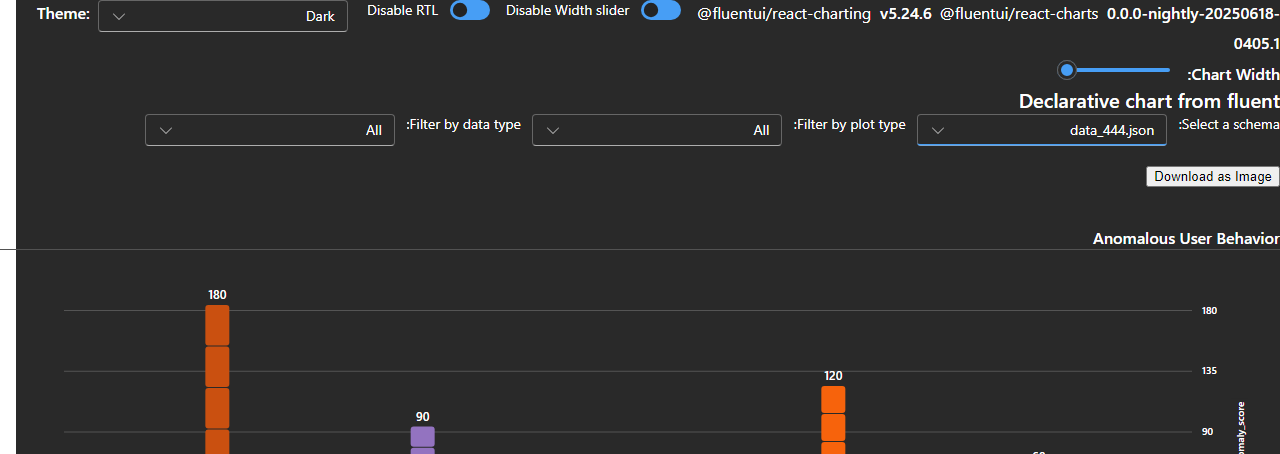 Theme: Dark Disable RTL Disable Width slider @fluentui/react-charting v5.24.6 @fluentui/react-charts 0.0.0-nightly-20250618-
0405.1
:Chart Width
Declarative chart from fluent
:Select a schema data_444.json :Filter by plot type All :Filter by data type All
Download as Image
Anomalous User Behavior
180
180
135
120
90
90